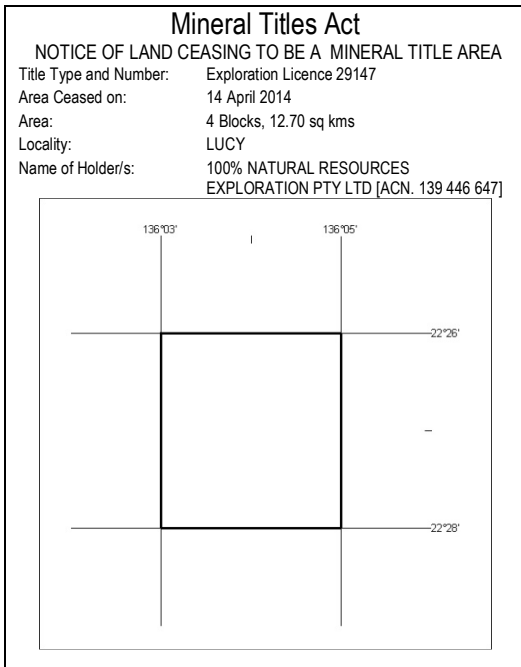 Mineral Titles Act
NOTICE OF LAND CEASING TO BE A MINERAL TITLE AREA
Title Type and Number: Exploration Licence 29147
Area Ceased on: 14 April 2014
Area: 4 Blocks, 12.70 sq kms
Locality: LUCY
Name of Holder/s: 100% NATURAL RESOURCES
EXPLORATION PTY LTD [ACN. 139 446 647]
136°03' 136°05'
22°26'
22°28'